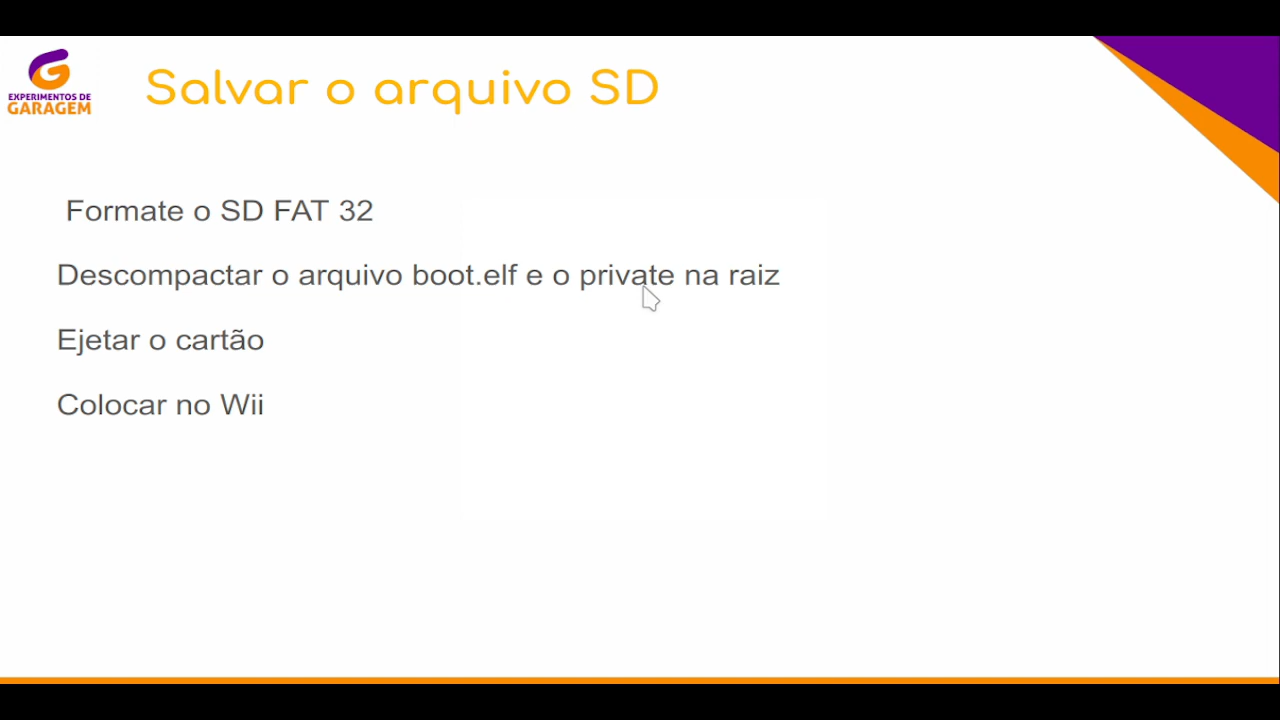 EXPERIMENTOS DE
GARAGEM
Salvar o arquivo SD
Formate o SD FAT 32
Descompactar o arquivo boot.elf e o private na raiz
Ejetar o cartão
Colocar no Wii